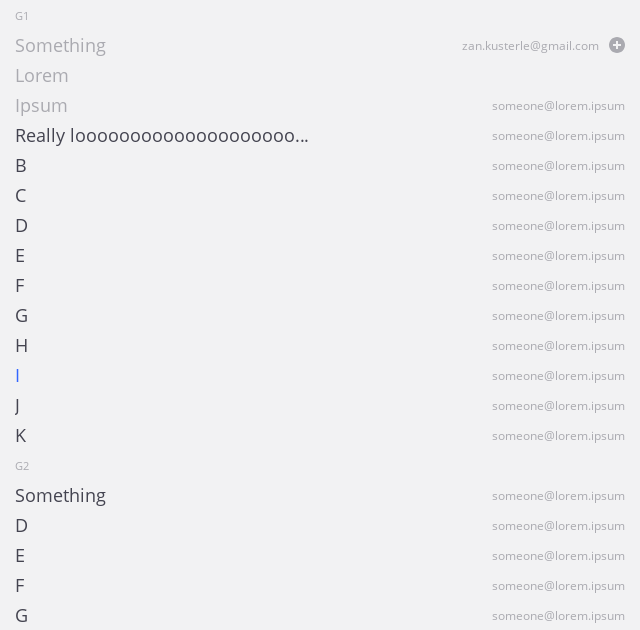 G1
Something zan.kusterle@gmail.com
Lorem
Ipsum someone@lorem.ipsum
Really loooooooooooooooooooo... someone@lorem.ipsum
B someone@lorem.ipsum
C someone@lorem.ipsum
D someone@lorem.ipsum
E someone@lorem.ipsum
F someone@lorem.ipsum
G someone@lorem.ipsum
H someone@lorem.ipsum
I someone@lorem.ipsum
J someone@lorem.ipsum
K someone@lorem.ipsum
G2
Something someone@lorem.ipsum
D someone@lorem.ipsum
E someone@lorem.ipsum
F someone@lorem.ipsum
G someone@lorem.ipsum